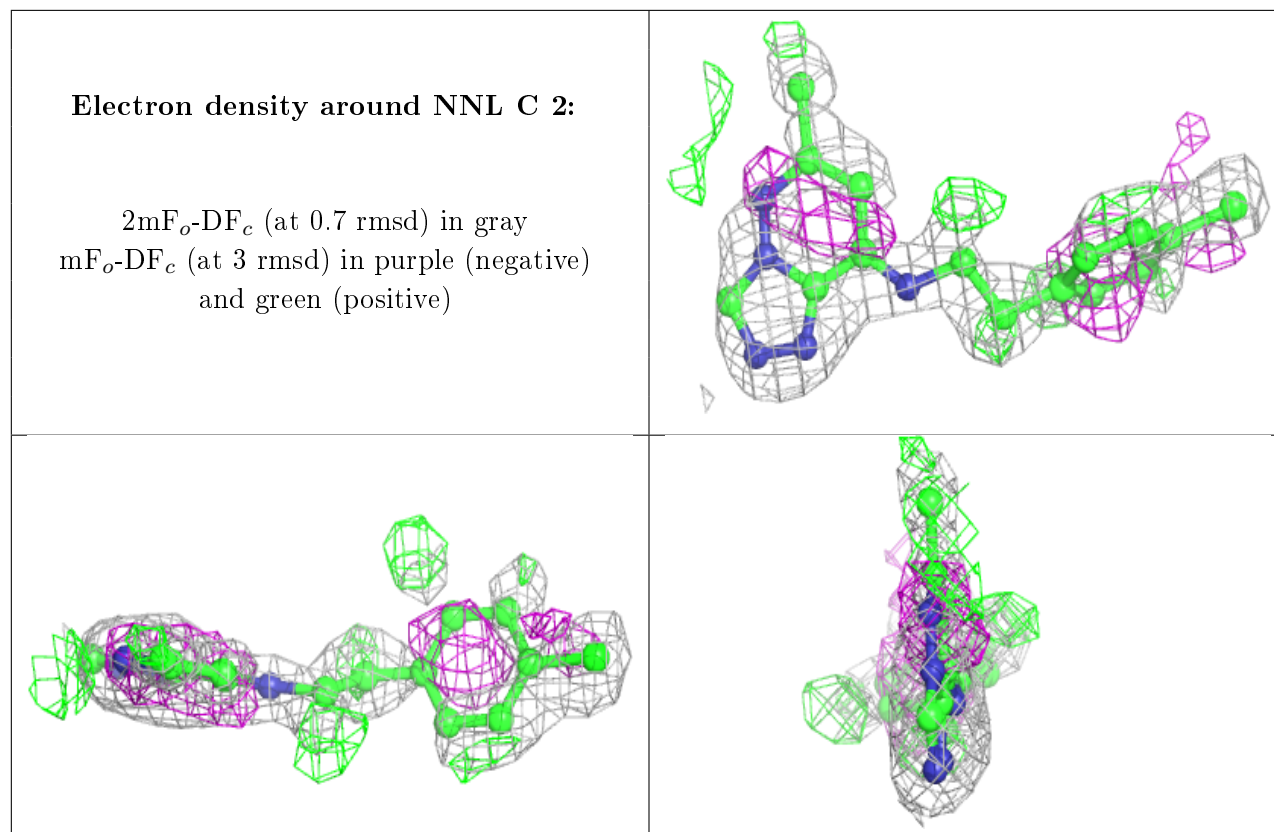 Electron density around NNL C 2:
2mFo-DFc (at 0.7 rmsd) in gray
mFo-DFc (at 3 rmsd) in purple (negative)
and green (positive)